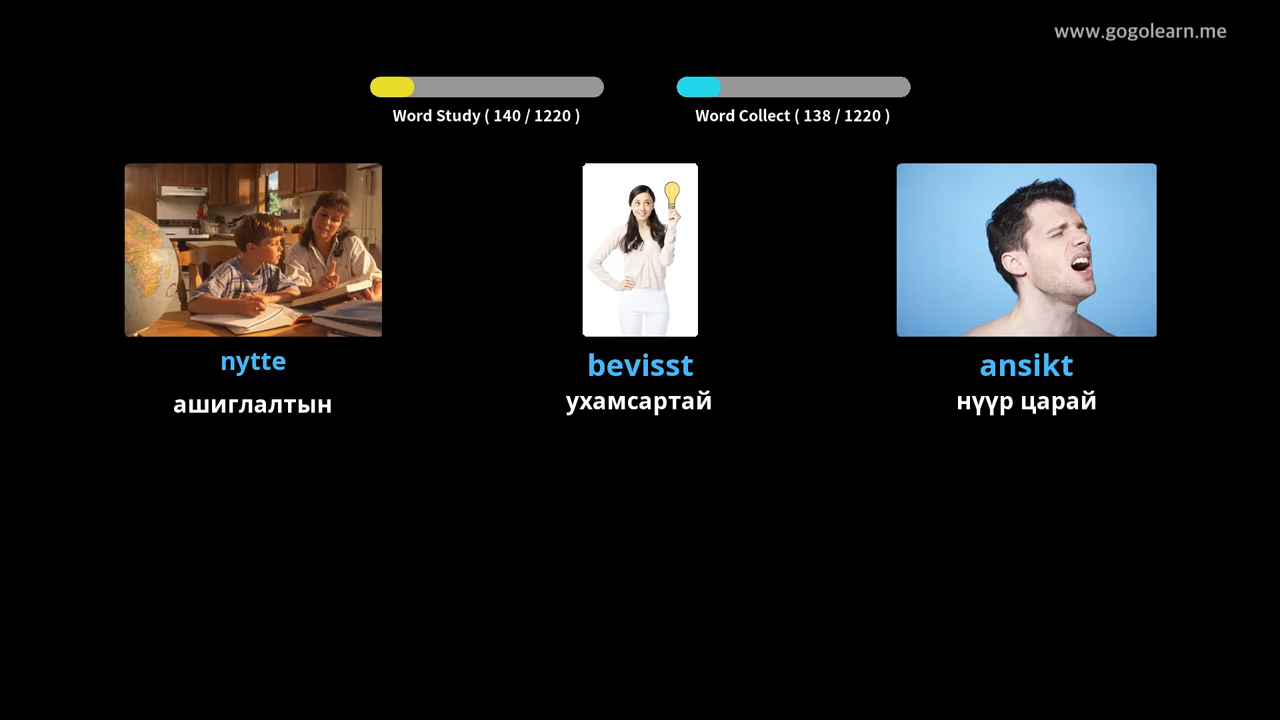 www.gogolearn.me
Word Study ( 140 / 1220 )
Word Collect ( 138 / 1220 )
nytte
ашиглалтын
bevisst
ухамсартай
ansikt
нүүр царай